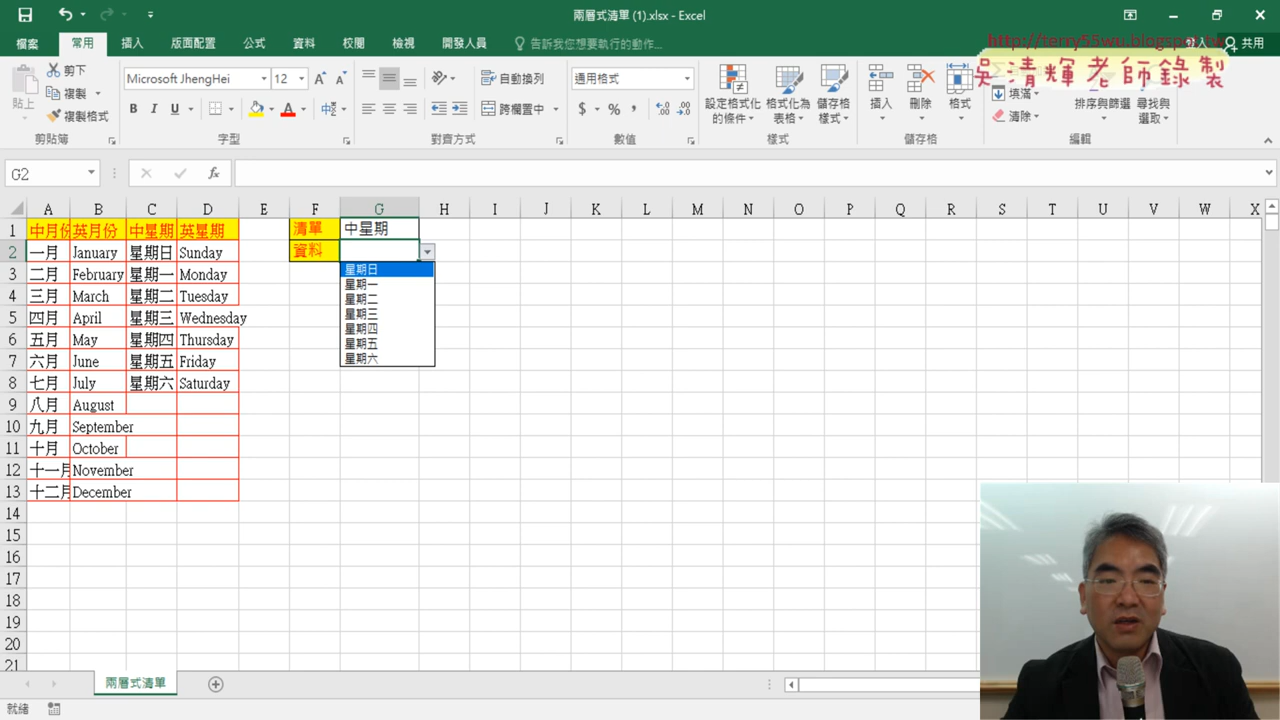 兩層式清單 (1).xlsx - Excel
檔案 常用 插入 版面配置 公式 資料 校閱 檢視 開發人員 告訴我您想要執行的動作... 共用
http://terry55wu.blogspot.tw
吳清輝老師錄製
剪下
複製
複製格式
貼上
剪貼簿
Microsoft JhengHei 12
B I U
字型
自動換列
跨欄置中
對齊方式
通用格式
$ % ,
數值
設定格式化的條件 格式化為表格 儲存格樣式
樣式
插入 刪除 格式
儲存格
填滿
清除
排序與篩選 尋找與選取
編輯
G2
fx
A B C D E F G H I J K L M N O P Q R S T U V W X
1 中月份 英月份 中星期 英星期 清單 中星期
2 一月 January 星期日 Sunday 資料
3 二月 February 星期一 Monday
4 三月 March 星期二 Tuesday
5 四月 April 星期三 Wednesday
6 五月 May 星期四 Thursday
7 六月 June 星期五 Friday
8 七月 July 星期六 Saturday
9 八月 August
10 九月 September
11 十月 October
12 十一月 November
13 十二月 December
14
15
16
17
18
19
20
21
星期日
星期一
星期二
星期三
星期四
星期五
星期六
兩層式清單
就緒